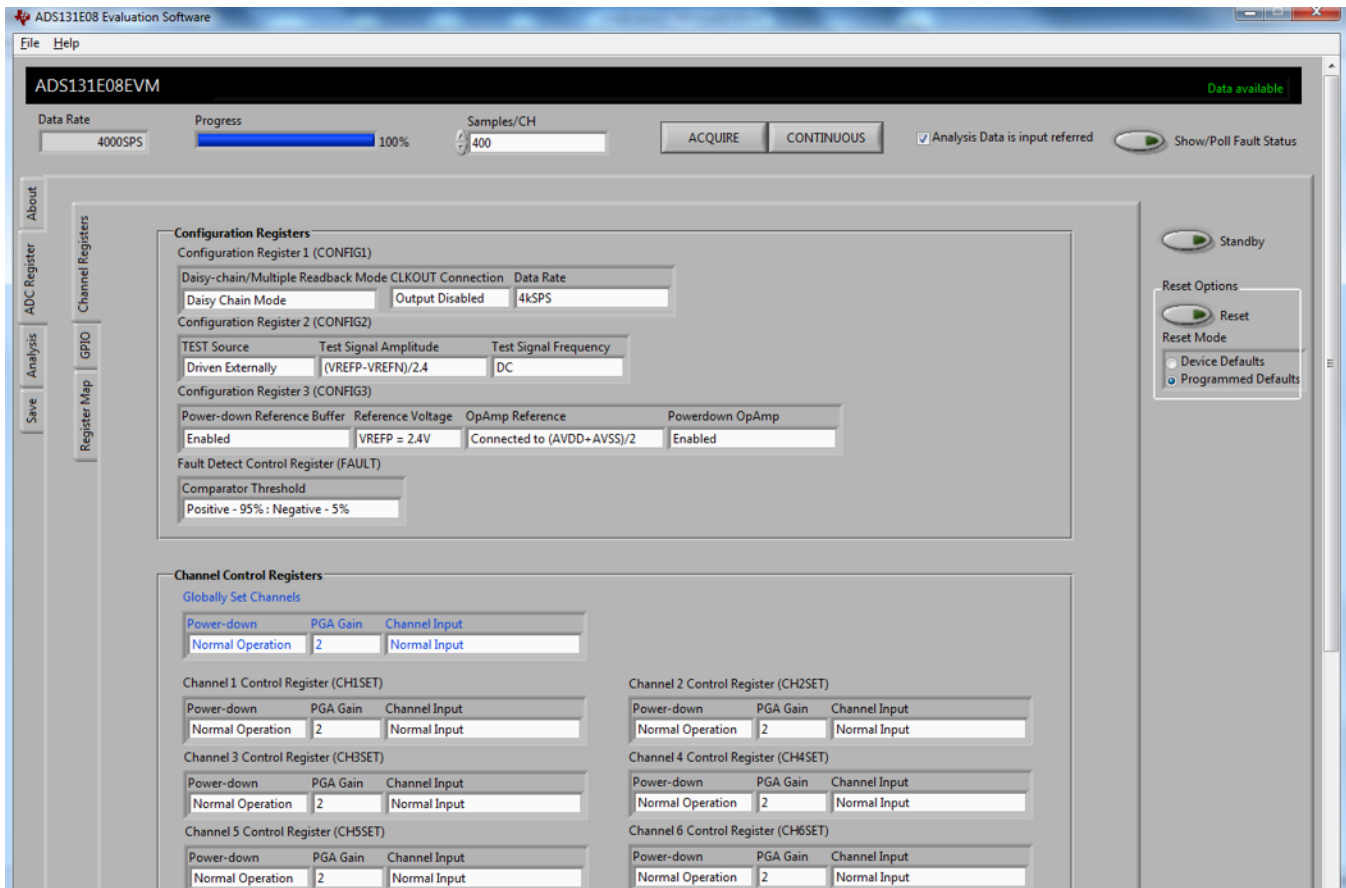 ADS131E08 Evaluation Software
File Help
ADS131E08EVM
Data available
Data Rate Progress Samples/CH
4000SPS 100% 400 ACQUIRE CONTINUOUS Analysis Data is input referred Show/Poll Fault Status
About
ADC Register
Analysis
Save
Channel Registers
GPIO
Register Map
Configuration Registers
Configuration Register 1 (CONFIG1)
Daisy-chain/Multiple Readback Mode CLKOUT Connection Data Rate
Daisy Chain Mode Output Disabled 4kSPS
Configuration Register 2 (CONFIG2)
TEST Source Test Signal Amplitude Test Signal Frequency
Driven Externally (VREFP-VREFN)/2.4 DC
Configuration Register 3 (CONFIG3)
Power-down Reference Buffer Reference Voltage OpAmp Reference Powerdown OpAmp
Enabled VREFP = 2.4V Connected to (AVDD+AVSS)/2 Enabled
Fault Detect Control Register (FAULT)
Comparator Threshold
Positive - 95% : Negative - 5%
Standby
Reset Options
Reset
Reset Mode
Device Defaults
Programmed Defaults
Channel Control Registers
Globally Set Channels
Power-down PGA Gain Channel Input
Normal Operation 2 Normal Input
Channel 1 Control Register (CH1SET) Channel 2 Control Register (CH2SET)
Power-down PGA Gain Channel Input Power-down PGA Gain Channel Input
Normal Operation 2 Normal Input Normal Operation 2 Normal Input
Channel 3 Control Register (CH3SET) Channel 4 Control Register (CH4SET)
Power-down PGA Gain Channel Input Power-down PGA Gain Channel Input
Normal Operation 2 Normal Input Normal Operation 2 Normal Input
Channel 5 Control Register (CH5SET) Channel 6 Control Register (CH6SET)
Power-down PGA Gain Channel Input Power-down PGA Gain Channel Input
Normal Operation 2 Normal Input Normal Operation 2 Normal Input